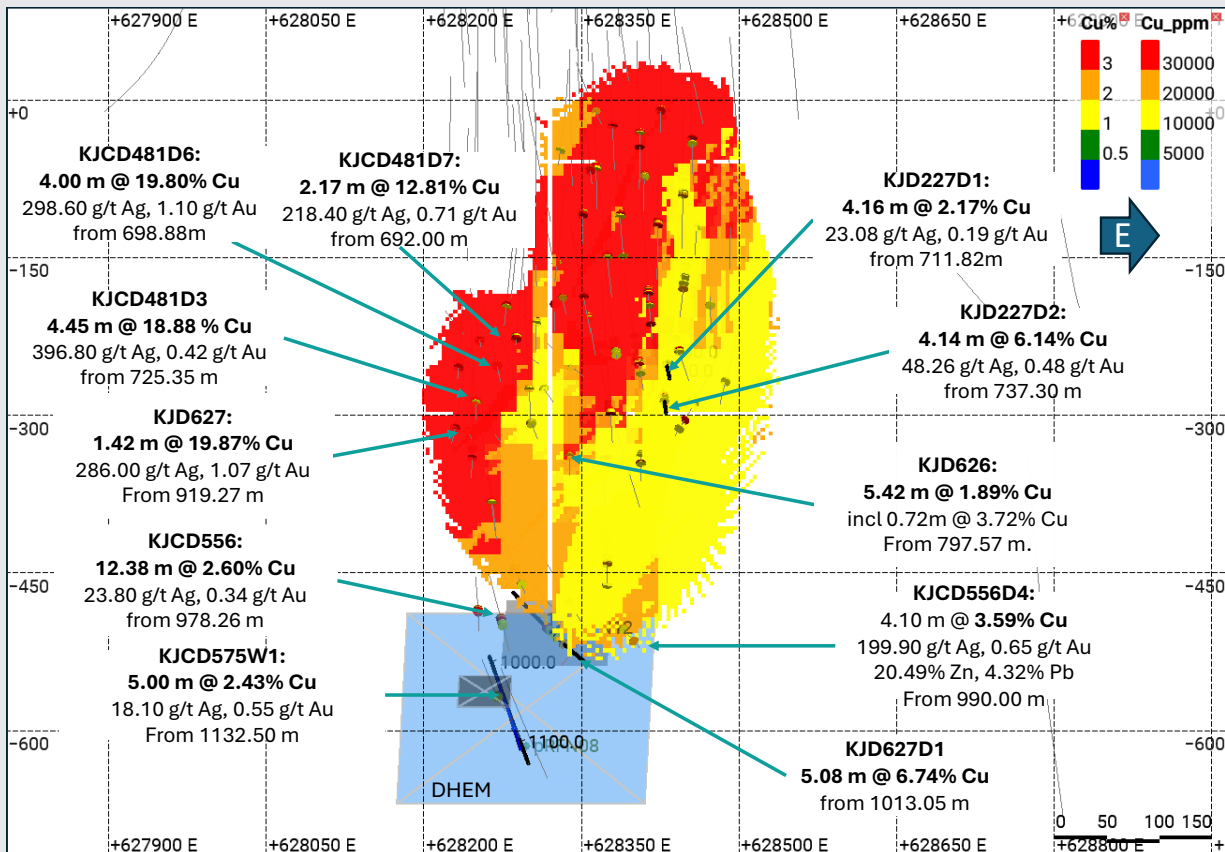 +627900 E
+628050 E
+628200 E
+628350 E
+628500 E
+628650 E
Cu%
Cu_ppm
3
30000
2
20000
1
10000
0.5
5000
+0
+0
E
KJCD481D6:
4.00 m @ 19.80% Cu
298.60 g/t Ag, 1.10 g/t Au
from 698.88m
KJCD481D7:
2.17 m @ 12.81% Cu
218.40 g/t Ag, 0.71 g/t Au
from 692.00 m
KJD227D1:
4.16 m @ 2.17% Cu
23.08 g/t Ag, 0.19 g/t Au
from 711.82m
-150
-150
KJCD481D3
4.45 m @ 18.88 % Cu
396.80 g/t Ag, 0.42 g/t Au
from 725.35 m
KJD227D2:
4.14 m @ 6.14% Cu
48.26 g/t Ag, 0.48 g/t Au
from 737.30 m
-300
-300
KJD627:
1.42 m @ 19.87% Cu
286.00 g/t Ag, 1.07 g/t Au
From 919.27 m
KJD626:
5.42 m @ 1.89% Cu
incl 0.72m @ 3.72% Cu
From 797.57 m.
KJCD556:
12.38 m @ 2.60% Cu
23.80 g/t Ag, 0.34 g/t Au
from 978.26 m
-450
-450
KJCD556D4:
4.10 m @ 3.59% Cu
199.90 g/t Ag, 0.65 g/t Au
20.49% Zn, 4.32% Pb
From 990.00 m
KJCD575W1:
5.00 m @ 2.43% Cu
18.10 g/t Ag, 0.55 g/t Au
From 1132.50 m
1000.0
1100.0
-600
-600
KJD627D1
5.08 m @ 6.74% Cu
from 1013.05 m
DHEM
0 50 100 150
+627900 E
+628050 E
+628200 E
+628350 E
+628500 E
+628650 E
+628800 E